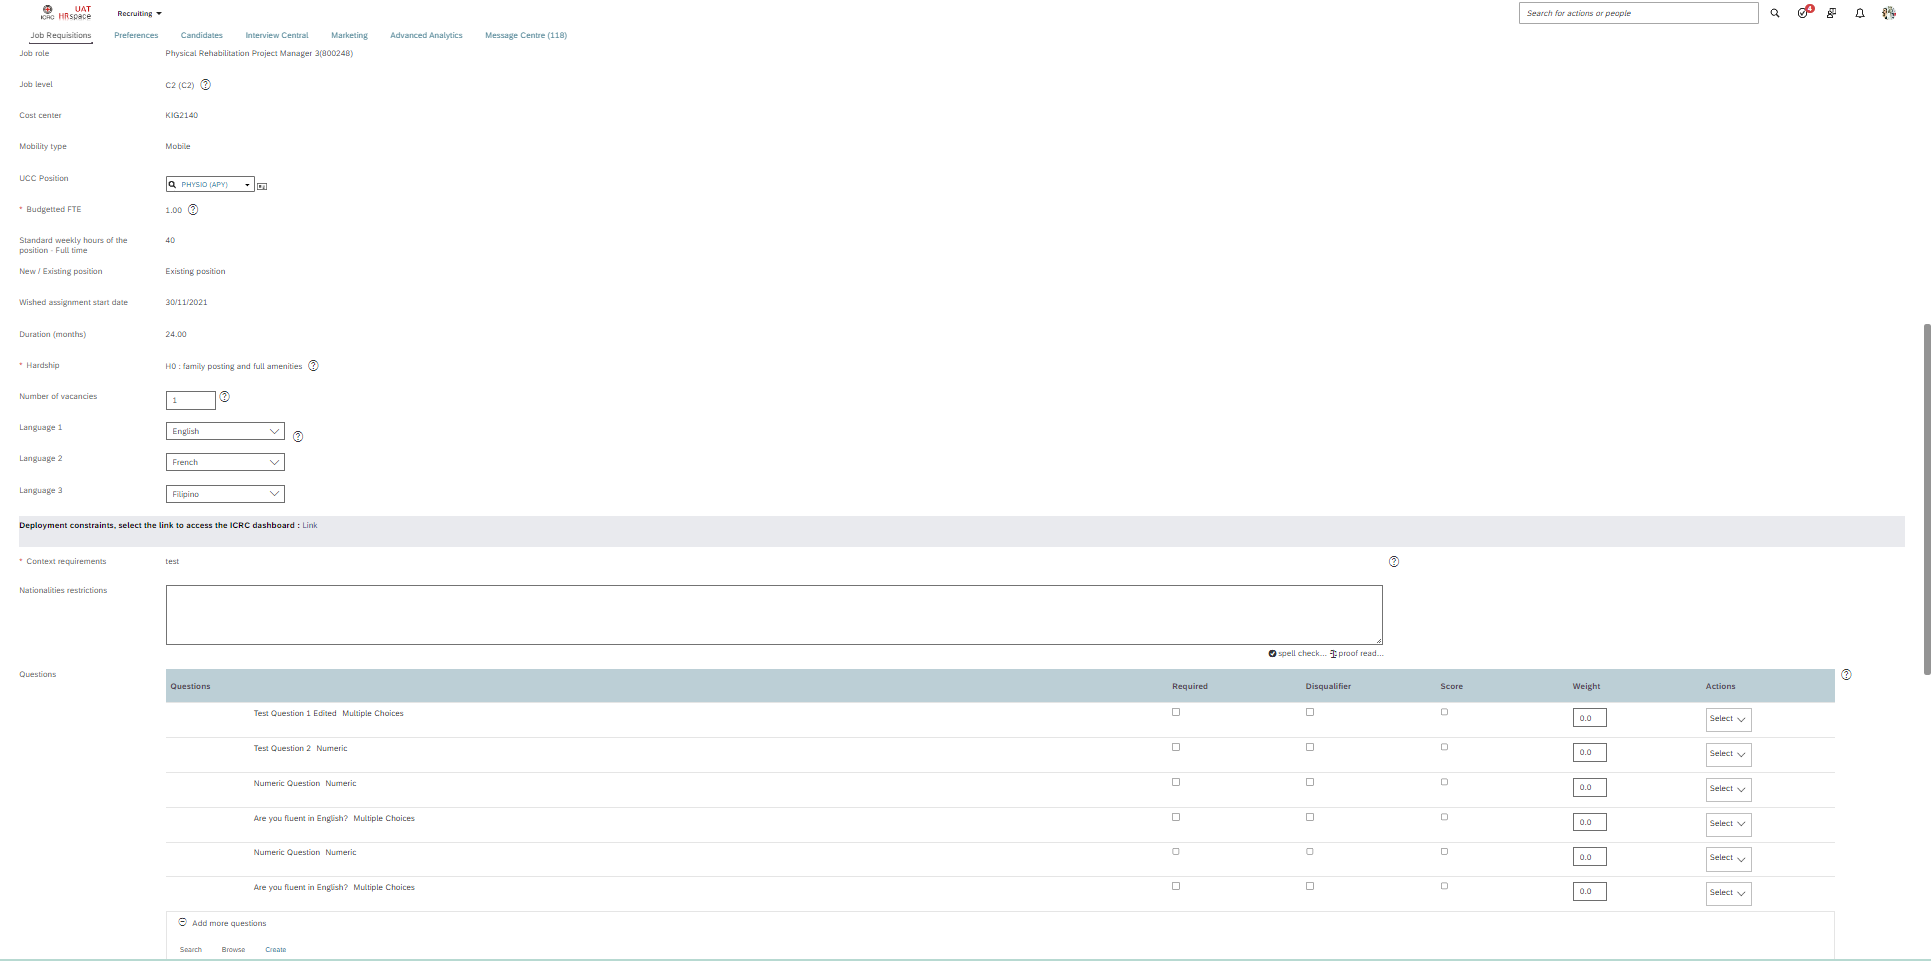 ICRC
UAT
HRspace
Recruiting
Search for actions or people
4
Job Requisitions
Preferences
Candidates
Interview Central
Marketing
Advanced Analytics
Message Centre (118)
Job role
Physical Rehabilitation Project Manager 3(800248)
Job level
C2 (C2)
Cost center
KIG2140
Mobility type
Mobile
UCC Position
PHYSIO (APY)
* Budgetted FTE
1.00
Standard weekly hours of the
position - Full time
40
New / Existing position
Existing position
Wished assignment start date
30/11/2021
Duration (months)
24.00
* Hardship
H0 : family posting and full amenities
Number of vacancies
1
Language 1
English
Language 2
French
Language 3
Filipino
Deployment constraints, select the link to access the ICRC dashboard : Link
* Context requirements
test
Nationalities restrictions
spell check... proof read...
Questions
Questions
Required
Disqualifier
Score
Weight
Actions
Test Question 1 Edited Multiple Choices
0.0
Select
Test Question 2 Numeric
0.0
Select
Numeric Question Numeric
0.0
Select
Are you fluent in English? Multiple Choices
0.0
Select
Numeric Question Numeric
0.0
Select
Are you fluent in English? Multiple Choices
0.0
Select
Add more questions
Search
Browse
Create